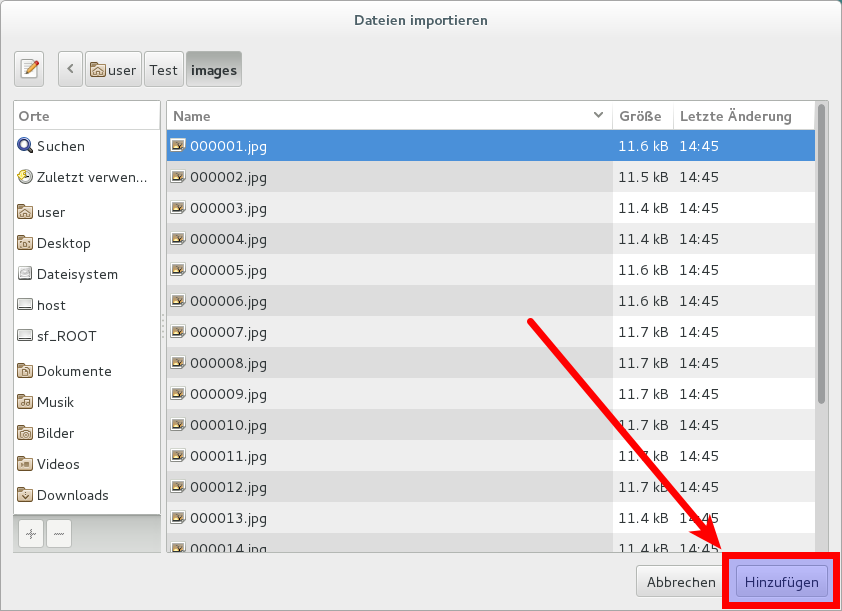 Dateien importieren
user Test images
Orte
Suchen
Zuletzt verwen...
user
Desktop
Dateisystem
host
sf_ROOT
Dokumente
Musik
Bilder
Videos
Downloads
Name Größe Letzte Änderung
000001.jpg 11.6 kB 14:45
000002.jpg 11.5 kB 14:45
000003.jpg 11.4 kB 14:45
000004.jpg 11.4 kB 14:45
000005.jpg 11.6 kB 14:45
000006.jpg 11.6 kB 14:45
000007.jpg 11.7 kB 14:45
000008.jpg 11.7 kB 14:45
000009.jpg 11.7 kB 14:45
000010.jpg 11.7 kB 14:45
000011.jpg 11.7 kB 14:45
000012.jpg 11.7 kB 14:45
000013.jpg 11.4 kB 14:45
000014.jpg 11.4 kB 14:45
Abbrechen Hinzufügen